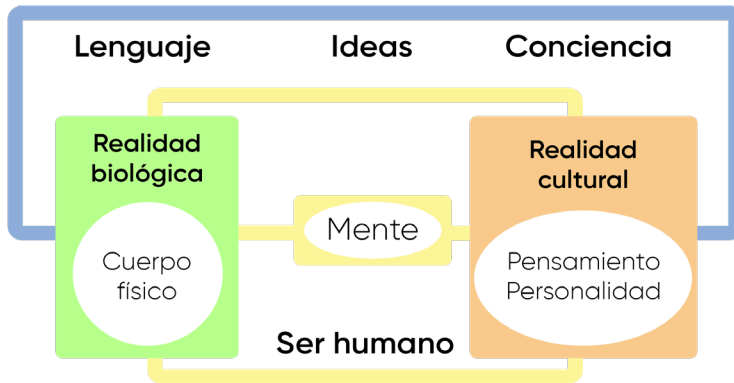 Lenguaje
Ideas
Conciencia
Realidad
biológica
Realidad
cultural
Mente
Cuerpo
físico
Pensamiento
Personalidad
Ser humano